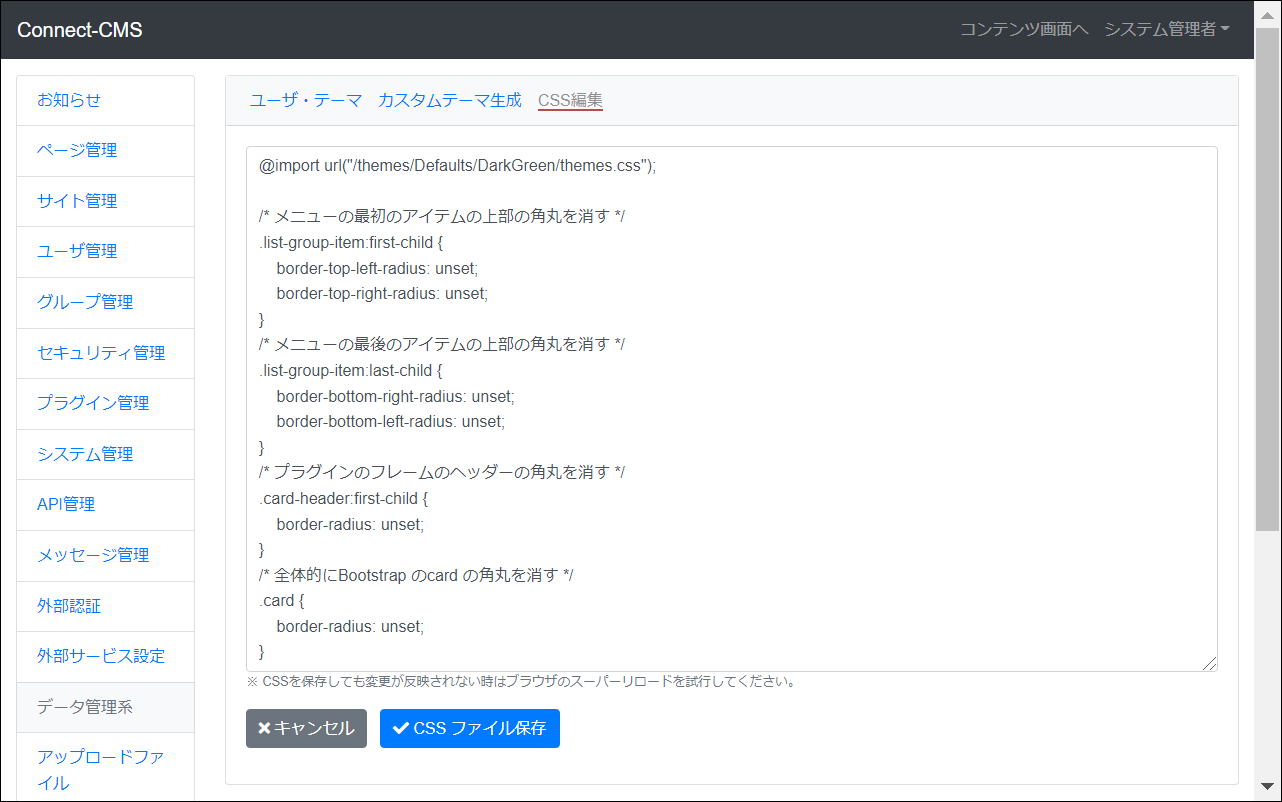 Connect-CMS
コンテンツ画面へ システム管理者
お知らせ
ページ管理
サイト管理
ユーザ管理
グループ管理
セキュリティ管理
プラグイン管理
システム管理
API管理
メッセージ管理
外部認証
外部サービス設定
データ管理系
アップロードファ
イル
ユーザ・テーマ カスタムテーマ生成 CSS編集
@import url("/themes/Defaults/DarkGreen/themes.css");
/* メニューの最初のアイテムの上部の角丸を消す */
.list-group-item:first-child {
    border-top-left-radius: unset;
    border-top-right-radius: unset;
}
/* メニューの最後のアイテムの上部の角丸を消す */
.list-group-item:last-child {
    border-bottom-right-radius: unset;
    border-bottom-left-radius: unset;
}
/* プラグインのフレームのヘッダーの角丸を消す */
.card-header:first-child {
    border-radius: unset;
}
/* 全体的にBootstrap のcard の角丸を消す */
.card {
    border-radius: unset;
}
※ CSSを保存しても変更が反映されない時はブラウザのスーパーリロードを試行してください。
キャンセル CSS ファイル保存